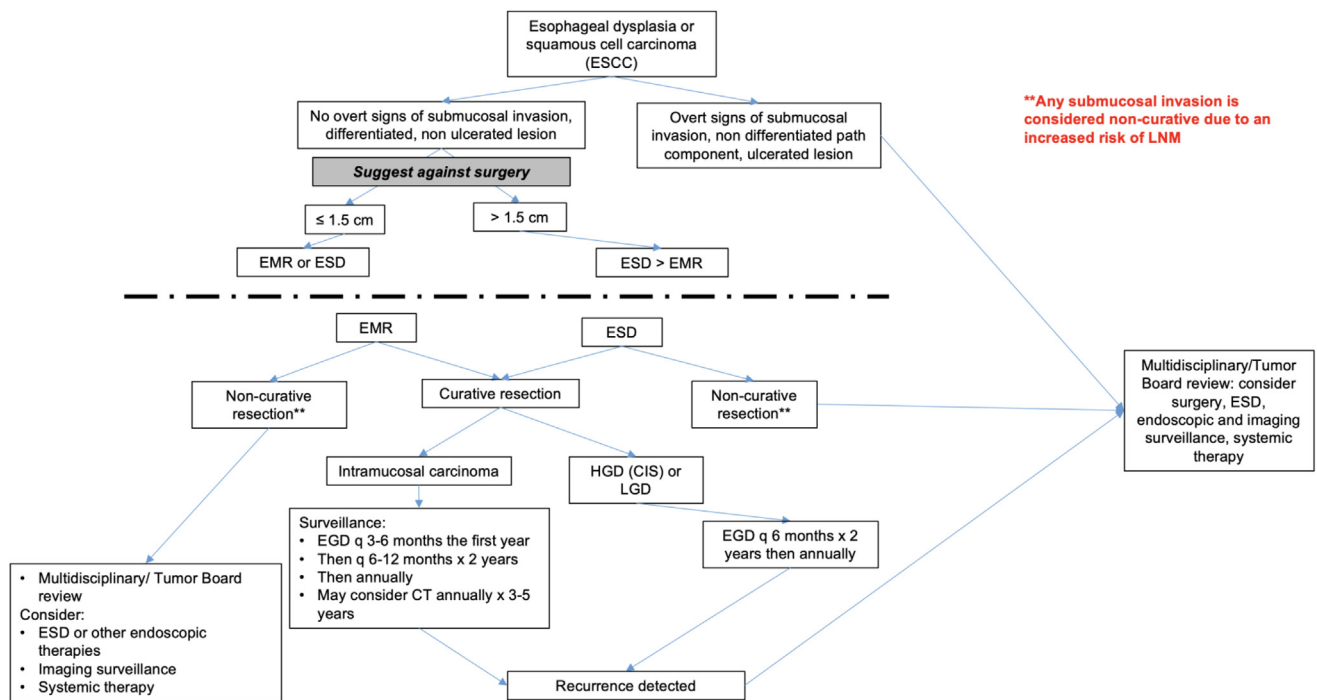 Esophageal dysplasia or
squamous cell carcinoma
(ESCC)
No overt signs of submucosal invasion,
differentiated, non ulcerated lesion
Overt signs of submucosal
invasion, non differentiated path
component, ulcerated lesion
**Any submucosal invasion is
considered non-curative due to an
increased risk of LNM
Suggest against surgery
≤ 1.5 cm
> 1.5 cm
EMR or ESD
ESD > EMR
EMR
ESD
Non-curative
resection**
Curative resection
Non-curative
resection**
Multidisciplinary/Tumor
Board review: consider
surgery, ESD,
endoscopic and imaging
surveillance, systemic
therapy
Intramucosal carcinoma
HGD (CIS) or
LGD
Surveillance:
• EGD q 3-6 months the first year
• Then q 6-12 months x 2 years
• Then annually
• May consider CT annually x 3-5
years
EGD q 6 months x 2
years then annually
• Multidisciplinary/ Tumor Board
review
Consider:
• ESD or other endoscopic
therapies
• Imaging surveillance
• Systemic therapy
Recurrence detected